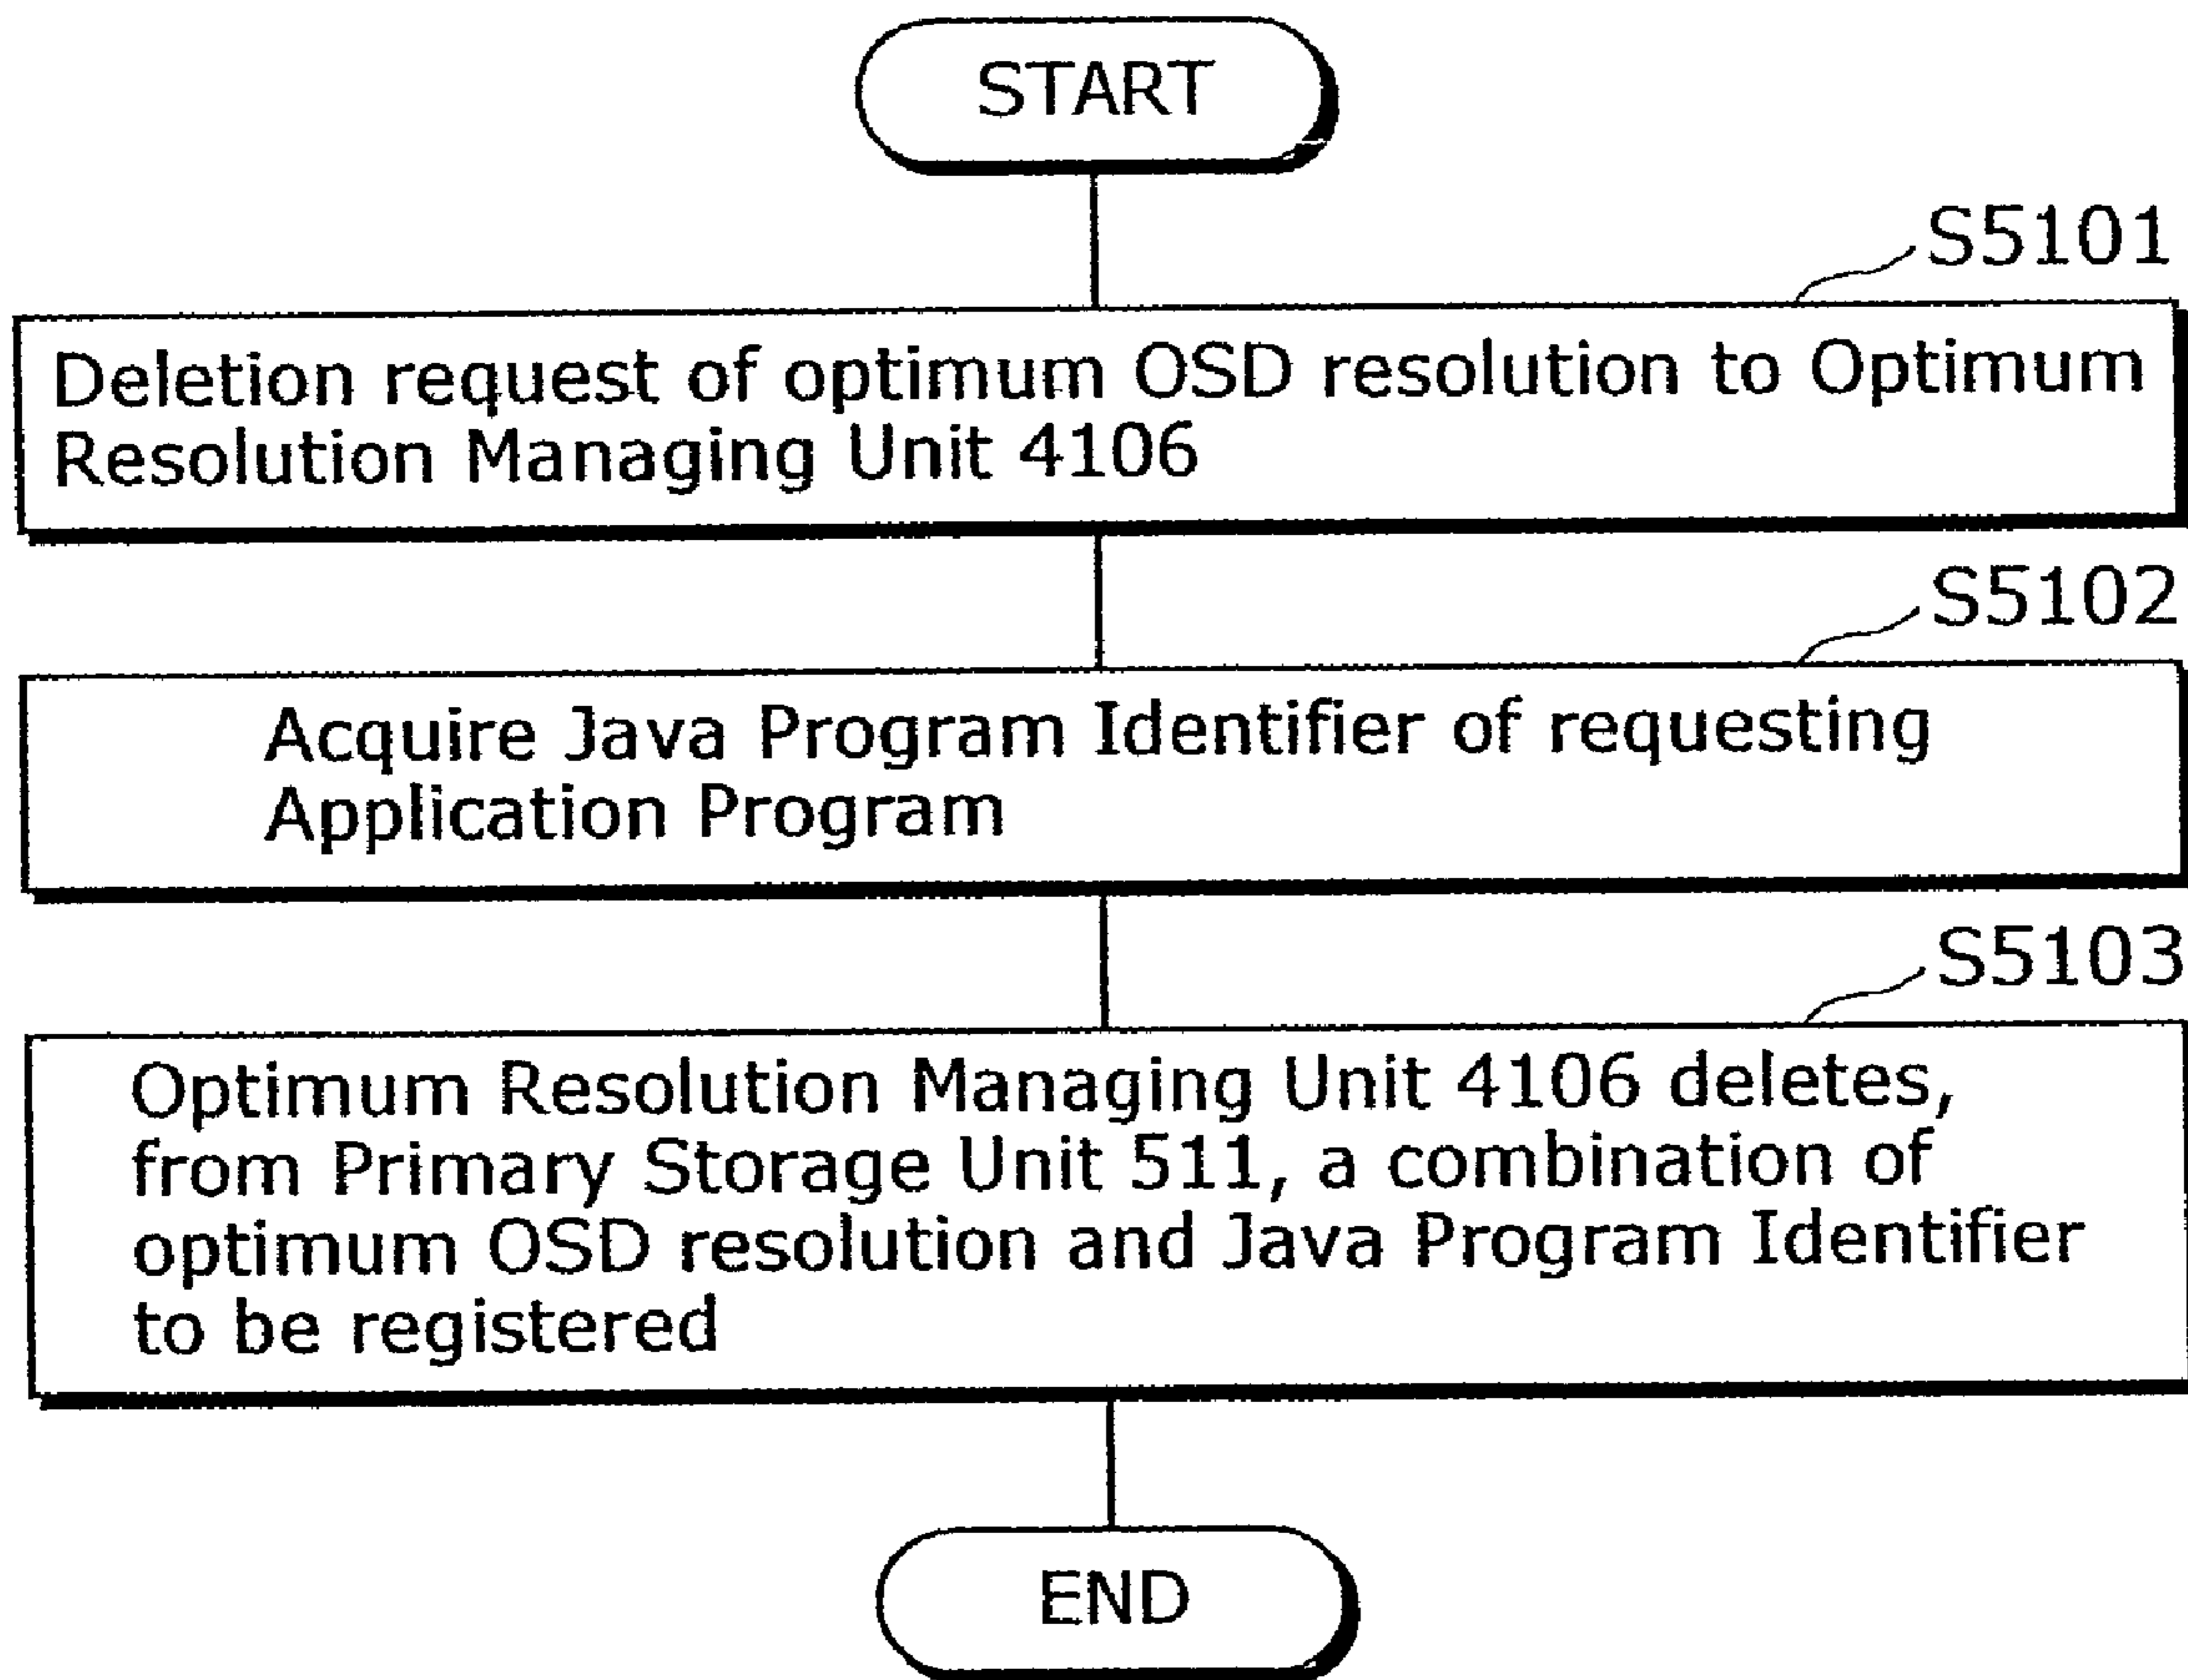 START
S5101
Deletion request of optimum OSD resolution to Optimum
Resolution Managing Unit 4106
S5102
Acquire Java Program Identifier of requesting
Application Program
S5103
Optimum Resolution Managing Unit 4106 deletes,
from Primary Storage Unit 511, a combination of
optimum OSD resolution and Java Program Identifier
to be registered
END